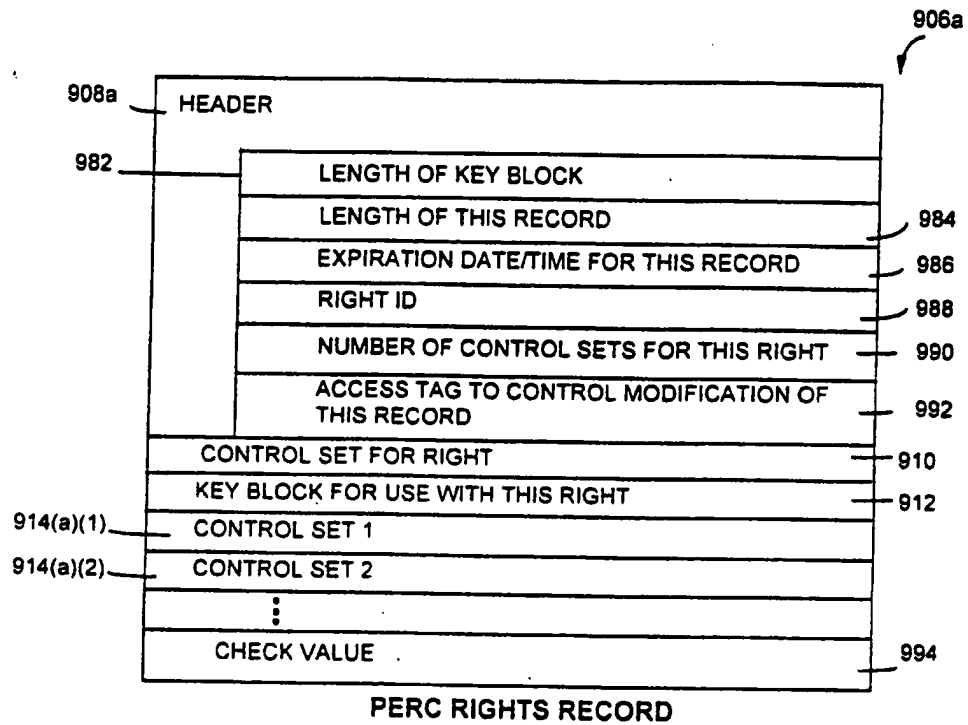 906a
908a
HEADER
982
LENGTH OF KEY BLOCK
LENGTH OF THIS RECORD
984
EXPIRATION DATE/TIME FOR THIS RECORD
986
RIGHT ID
988
NUMBER OF CONTROL SETS FOR THIS RIGHT
990
ACCESS TAG TO CONTROL MODIFICATION OF
THIS RECORD
992
CONTROL SET FOR RIGHT
910
KEY BLOCK FOR USE WITH THIS RIGHT
912
914(a)(1)
CONTROL SET 1
914(a)(2)
CONTROL SET 2
CHECK VALUE
994
PERC RIGHTS RECORD